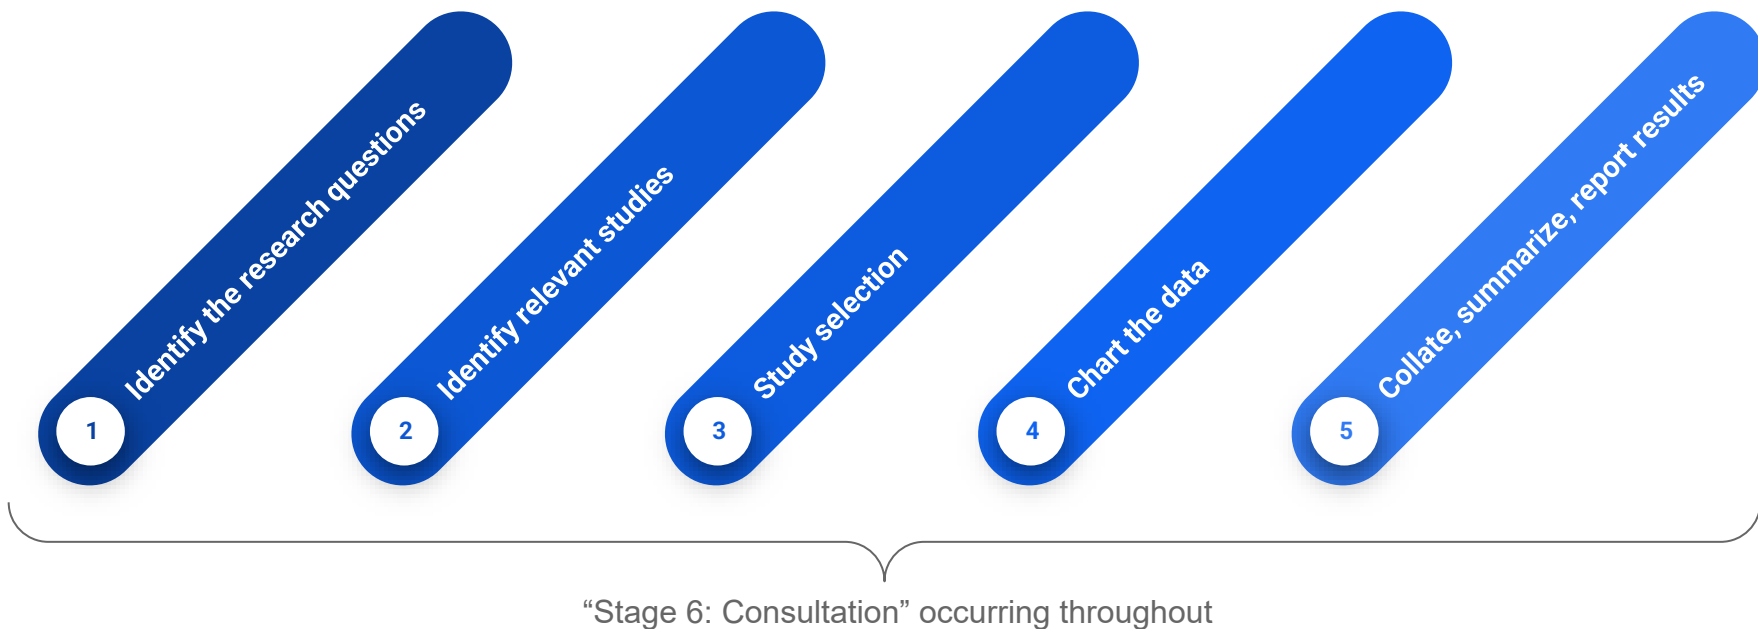 1
Identify the research questions
2
Identify relevant studies
3
Study selection
4
Chart the data
5
Collate, summarize, report results
“Stage 6: Consultation” occurring throughout